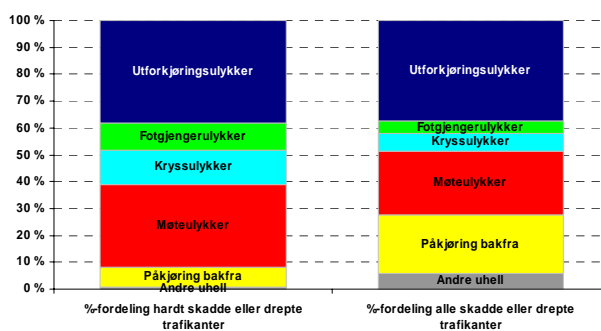 100 %
90 %
80 %
70 %
60 %
50 %
40 %
30 %
20 %
10 %
0 %
Utforkjøringsulykker
Fotgjengerulykker
Kryssulykker
Møteulykker
Påkjøring bakfra
Andre uhell
Utforkjøringsulykker
Fotgjengerulykker
Kryssulykker
Møteulykker
Påkjøring bakfra
Andre uhell
%-fordeling hardt skadde eller drepte
trafikanter
%-fordeling alle skadde eller drepte
trafikanter